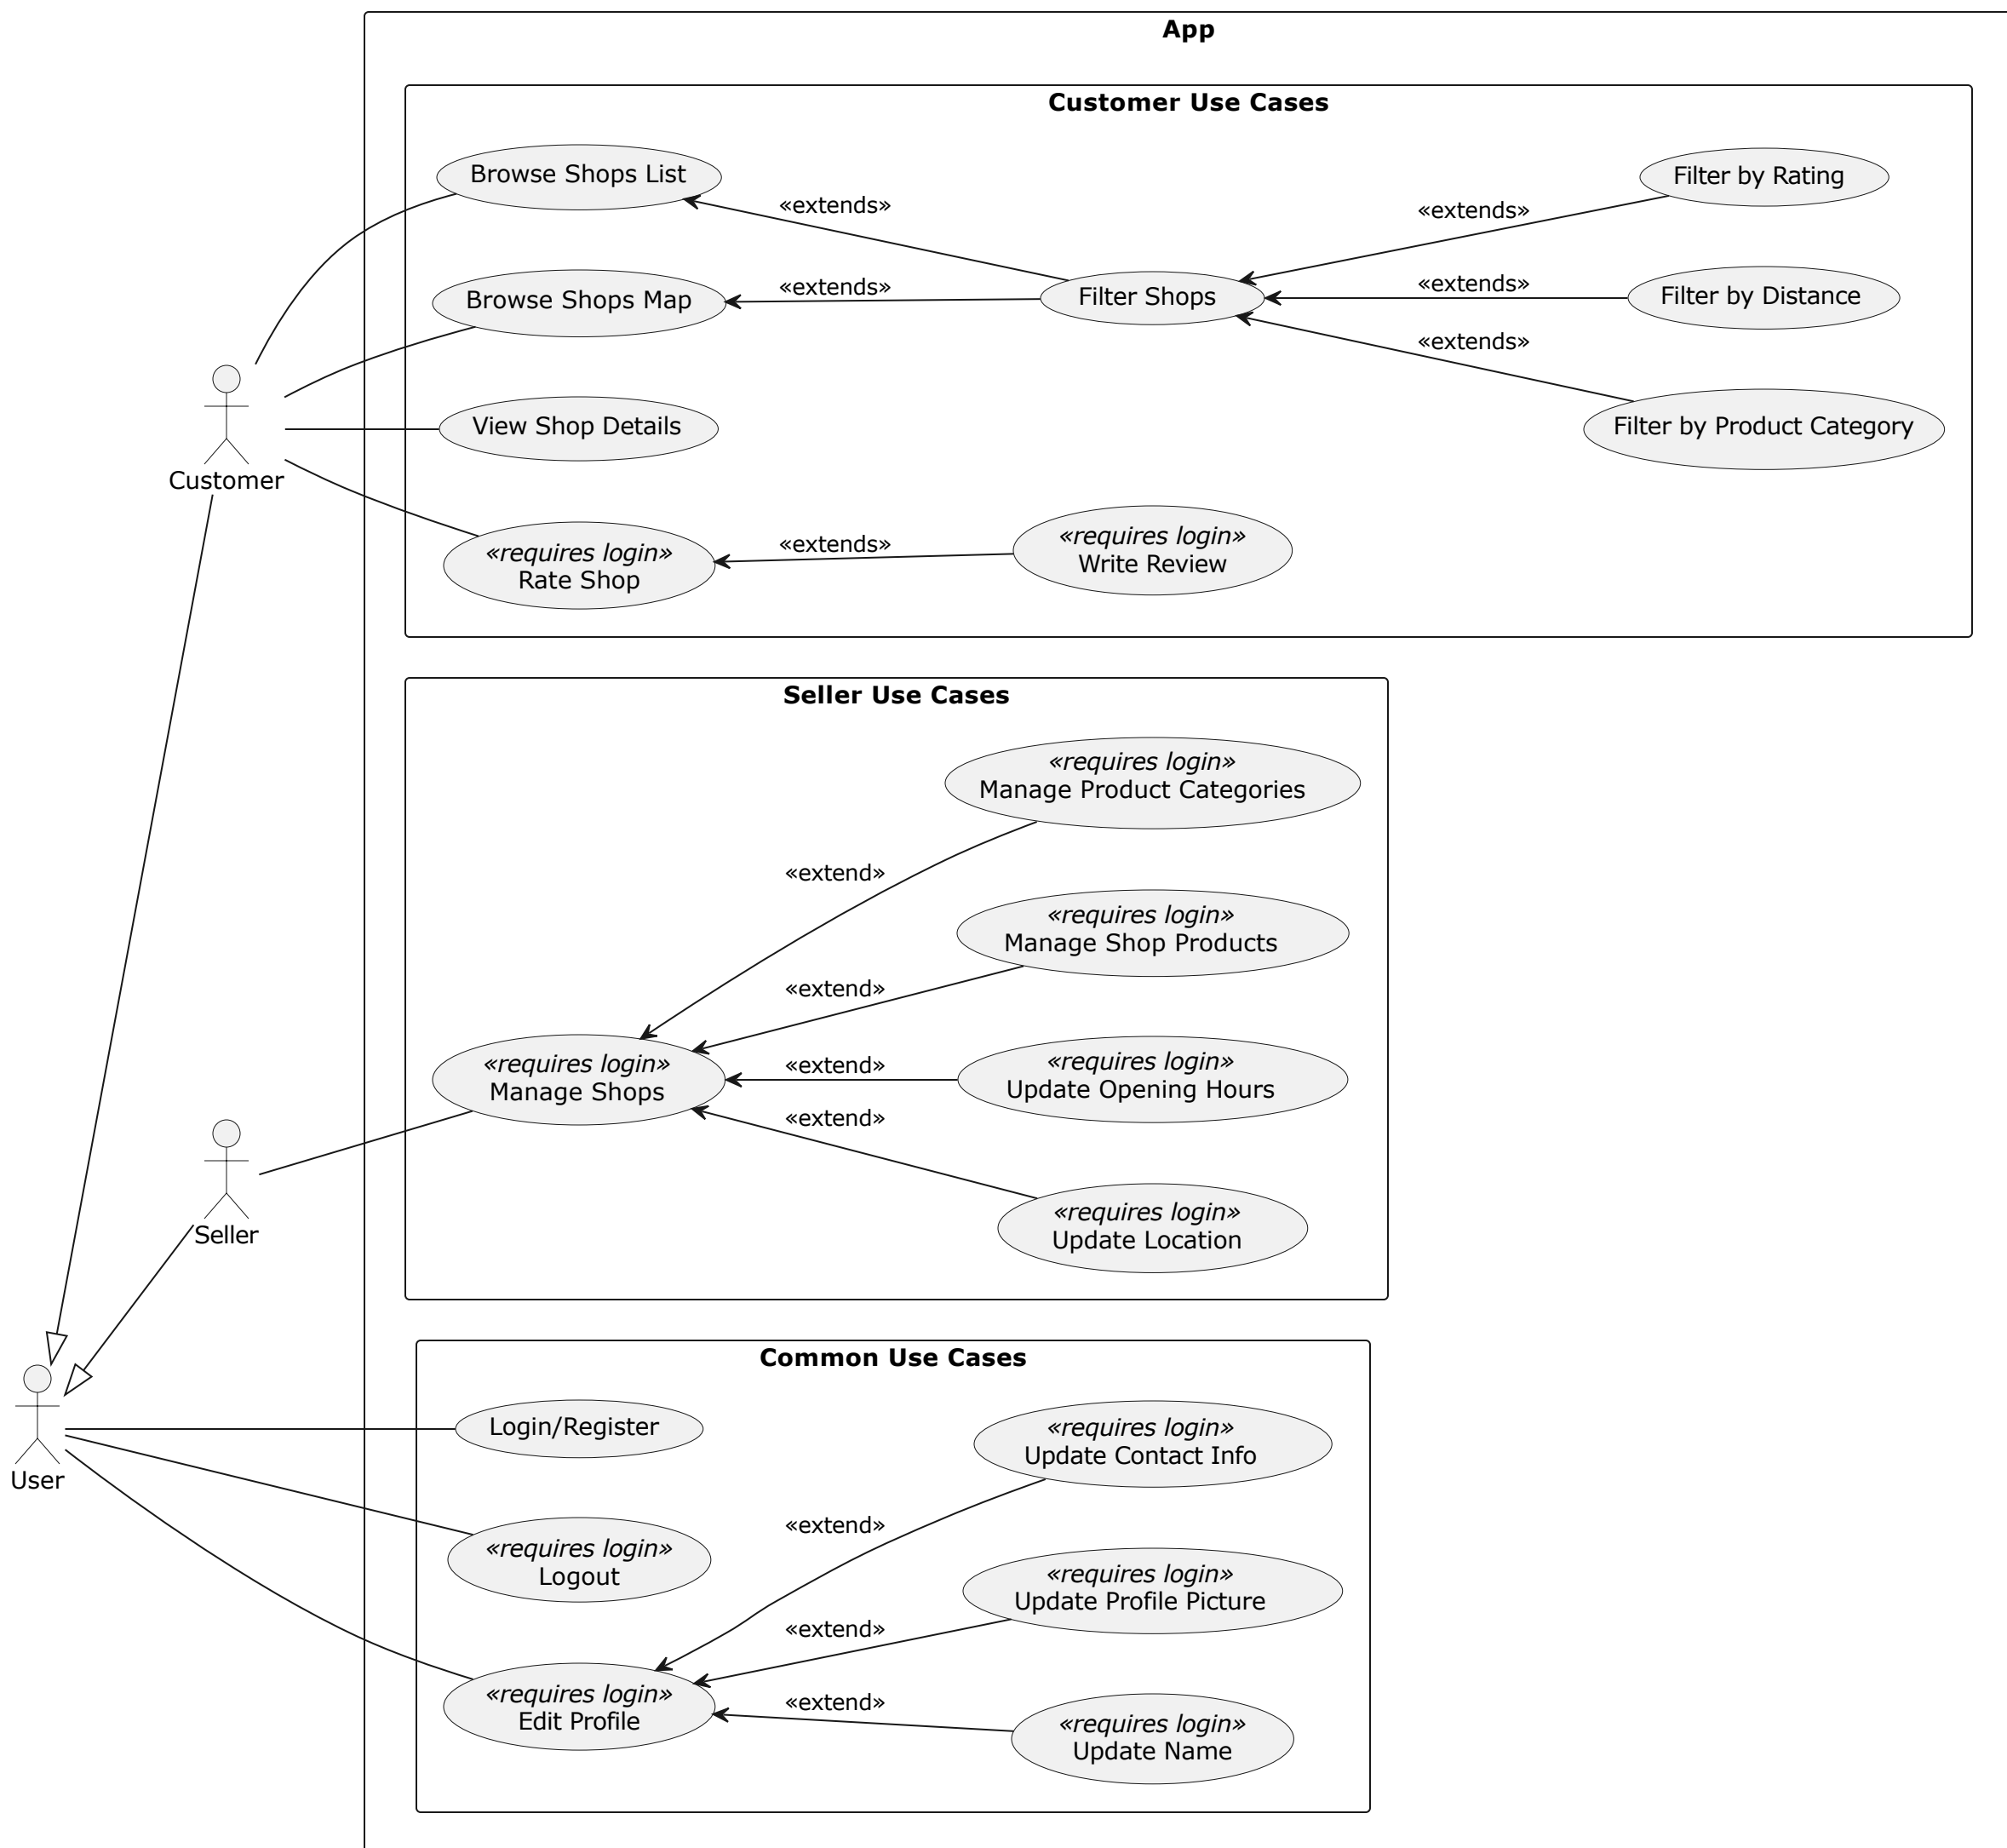 App
Customer Use Cases
Browse Shops List
«extends»
Filter by Rating
«extends»
Browse Shops Map
«extends»
Filter Shops
«extends»
Filter by Distance
«extends»
View Shop Details
Filter by Product Category
Customer
«requires login»
Rate Shop
«extends»
«requires login»
Write Review
Seller Use Cases
«requires login»
Manage Product Categories
«extend»
«requires login»
Manage Shop Products
«extend»
«requires login»
Manage Shops
«extend»
«requires login»
Update Opening Hours
«extend»
Seller
«requires login»
Update Location
Common Use Cases
Login/Register
«requires login»
Update Contact Info
User
«extend»
«requires login»
Logout
«requires login»
Update Profile Picture
«extend»
«requires login»
Edit Profile
«extend»
«requires login»
Update Name